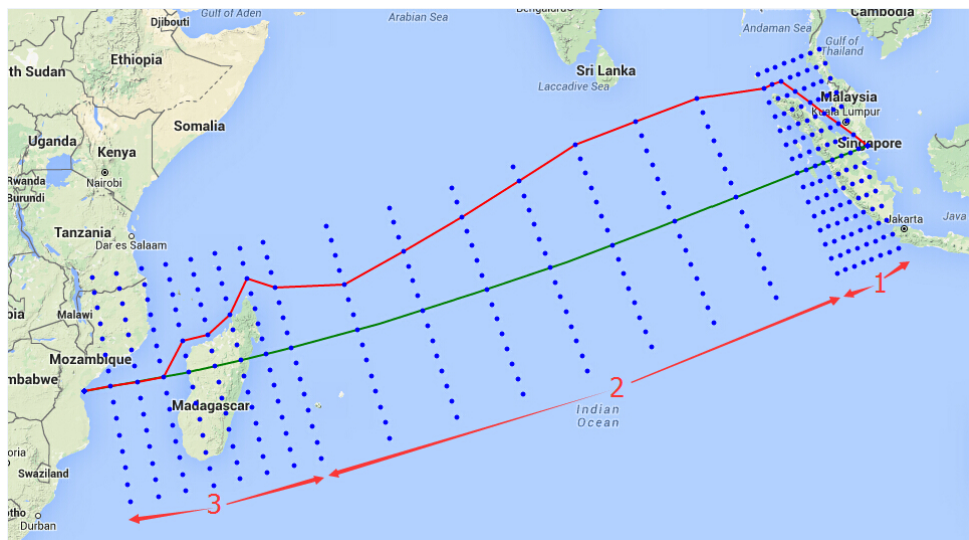 Djibouti
Gulf of Aden
Arabian Sea
Andaman Sea
Cambodia
Gulf of
Thailand
Ethiopia
th Sudan
Sri Lanka
Laccadive Sea
Somalia
Malaysia
Kuala Lumpur
Uganda
Kenya
Singapore
Nairobi
Rwanda
Burundi
Tanzania
Dar es Salaam
Jakarta
Java
1
Malawi
Mozambique
mbabwe
2
Madagascar
Indian
Ocean
Swaziland
3
Durban